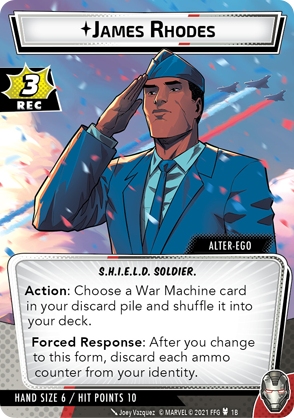 ✦JAMES RHODES
3
REC
ALTER-EGO
S.H.I.E.L.D. SOLDIER.
Action: Choose a War Machine card
in your discard pile and shuffle it into
your deck.
Forced Response: After you change
to this form, discard each ammo
counter from your identity.
HAND SIZE 6 / HIT POINTS 10
Joey Vazquez © MARVEL © 2021 FFG 18